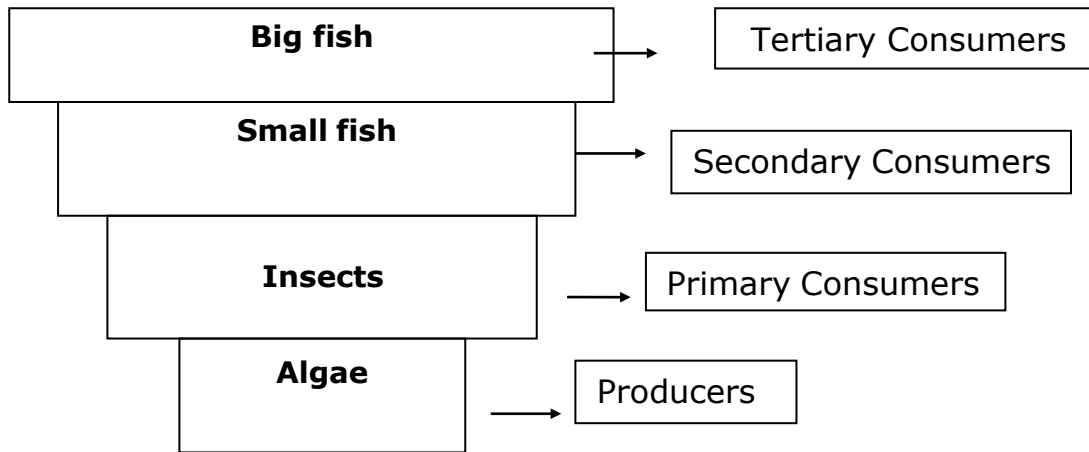 Big fish
Tertiary Consumers
Small fish
Secondary Consumers
Insects
Primary Consumers
Algae
Producers